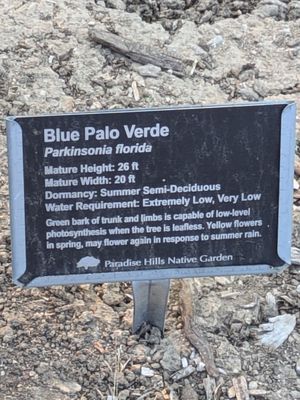 Blue Palo Verde
Parkinsonia florida
Mature Height: 26 ft
Mature Width: 20 ft
Dormancy: Summer Semi-Deciduous
Water Requirement: Extremely Low, Very Low
Green bark of trunk and limbs is capable of low-level
photosynthesis when the tree is leafless. Yellow flowers
in spring, may flower again in response to summer rain.
Paradise Hills Native Garden